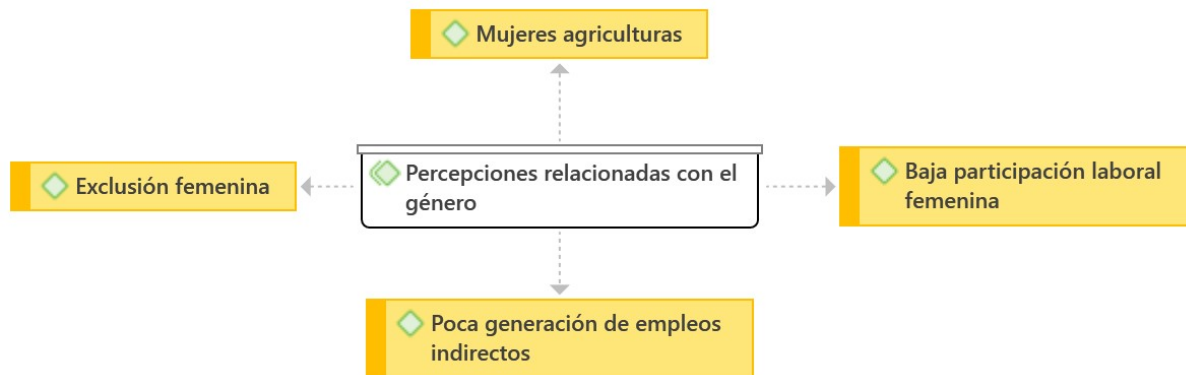 Mujeres agriculturas
Exclusión femenina
Percepciones relacionadas con el
género
Baja participación laboral
femenina
Poca generación de empleos
indirectos